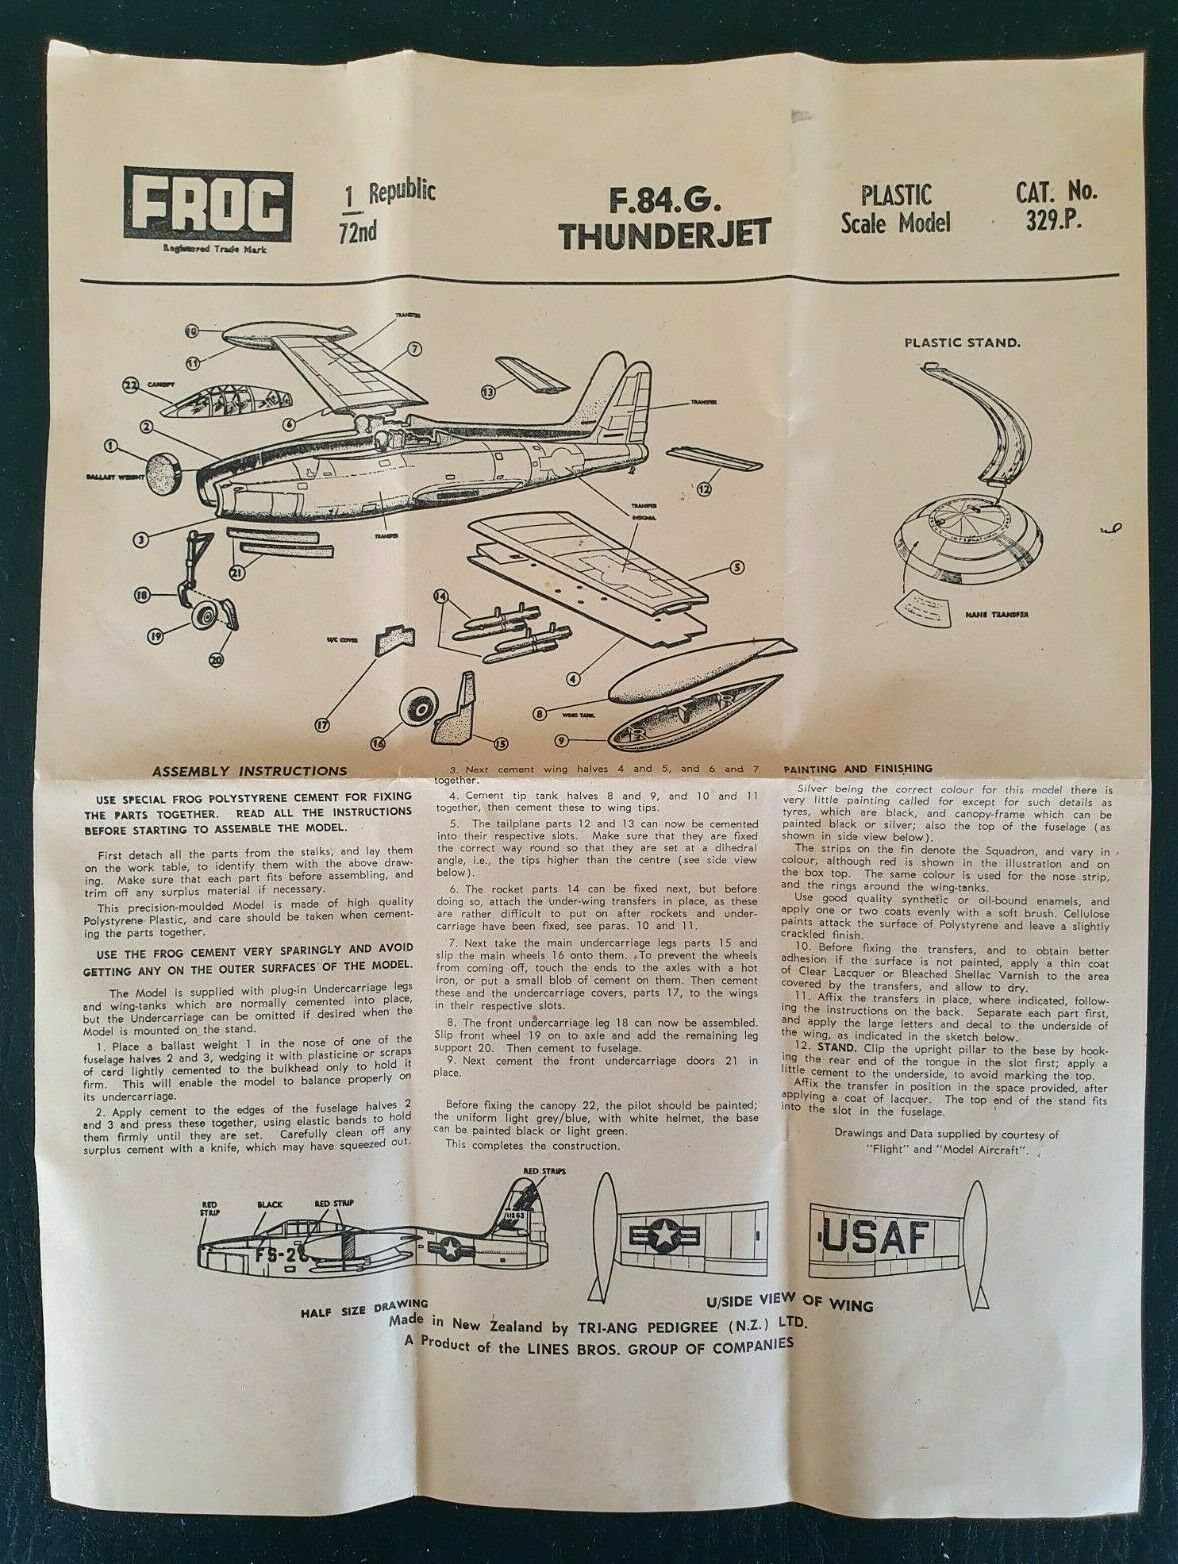 FROG
Registered Trade Mark
1 Republic
72nd
F.84.G.
THUNDERJET
PLASTIC
Scale Model
CAT. No.
329.P.
TRANSFER
10
11
7
22 CANOPY
6
2
1
BALLAST WEIGHT
3
13
TRANSFER
12
TRANSFER
INSIGNIA
TRANSFER
21
18
19
20
5
14
U/C COVER
17
4
8 WING TANK
16
15
9
PLASTIC STAND.
NAME TRANSFER
ASSEMBLY INSTRUCTIONS
USE SPECIAL FROG POLYSTYRENE CEMENT FOR FIXING
THE PARTS TOGETHER. READ ALL THE INSTRUCTIONS
BEFORE STARTING TO ASSEMBLE THE MODEL.
First detach all the parts from the stalks, and lay them
on the work table, to identify them with the above draw-
ing. Make sure that each part fits before assembling, and
trim off any surplus material if necessary.
This precision-moulded Model is made of high quality
Polystyrene Plastic, and care should be taken when cement-
ing the parts together.
USE THE FROG CEMENT VERY SPARINGLY AND AVOID
GETTING ANY ON THE OUTER SURFACES OF THE MODEL.
The Model is supplied with plug-in Undercarriage legs
and wing-tanks which are normally cemented into place,
but the Undercarriage can be omitted if desired when the
Model is mounted on the stand.
1. Place a ballast weight 1 in the nose of one of the
fuselage halves 2 and 3, wedging it with plasticine or scraps
of card lightly cemented to the bulkhead only to hold it
firm. This will enable the model to balance properly on
its undercarriage.
2. Apply cement to the edges of the fuselage halves 2
and 3 and press these together, using elastic bands to hold
them firmly until they are set. Carefully clean off any
surplus cement with a knife, which may have squeezed out.
3. Next cement wing halves 4 and 5, and 6 and 7
together.
4. Cement tip tank halves 8 and 9, and 10 and 11
together, then cement these to wing tips.
5. The tailplane parts 12 and 13 can now be cemented
into their respective slots. Make sure that they are fixed
the correct way round so that they are set at a dihedral
angle, i.e., the tips higher than the centre (see side view
below).
6. The rocket parts 14 can be fixed next, but before
doing so, attach the under-wing transfers in place, as these
are rather difficult to put on after rockets and under-
carriage have been fixed, see paras. 10 and 11.
7. Next take the main undercarriage legs parts 15 and
slip the main wheels 16 onto them. To prevent the wheels
from coming off, touch the ends to the axles with a hot
iron, or put a small blob of cement on them. Then cement
these and the undercarriage covers, parts 17, to the wings
in their respective slots.
8. The front undercarriage leg 18 can now be assembled.
Slip front wheel 19 on to axle and add the remaining leg
support 20. Then cement to fuselage.
9. Next cement the front undercarriage doors 21 in
place.
Before fixing the canopy 22, the pilot should be painted;
the uniform light grey/blue, with white helmet, the base
can be painted black or light green.
This completes the construction.
PAINTING AND FINISHING
Silver being the correct colour for this model there is
very little painting called for except for such details as
tyres, which are black, and canopy-frame which can be
painted black or silver; also the top of the fuselage (as
shown in side view below).
The strips on the fin denote the Squadron, and vary in
colour, although red is shown in the illustration and on
the box top. The same colour is used for the nose strip,
and the rings around the wing-tanks.
Use good quality synthetic or oil-bound enamels, and
apply one or two coats evenly with a soft brush. Cellulose
paints attack the surface of Polystyrene and leave a slightly
crackled finish.
10. Before fixing the transfers, and to obtain better
adhesion if the surface is not painted, apply a thin coat
of Clear Lacquer or Bleached Shellac Varnish to the area
covered by the transfers, and allow to dry.
11. Affix the transfers in place, where indicated, follow-
ing the instructions on the back. Separate each part first,
and apply the large letters and decal to the underside of
the wing, as indicated in the sketch below.
12. STAND. Clip the upright pillar to the base by hook-
ing the rear end of the tongue in the slot first; apply a
little cement to the underside, to avoid marking the top.
Affix the transfer in position in the space provided, after
applying a coat of lacquer. The top end of the stand fits
into the slot in the fuselage.
Drawings and Data supplied by courtesy of
"Flight" and "Model Aircraft".
RED STRIPS
RED
STRIP
BLACK
RED STRIP
FS-2
USAF
HALF SIZE DRAWING
U/SIDE VIEW OF WING
Made in New Zealand by TRI-ANG PEDIGREE (N.Z.) LTD.
A Product of the LINES BROS. GROUP OF COMPANIES